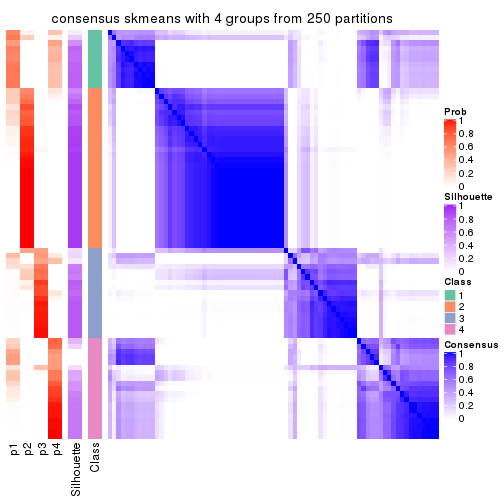 consensus skmeans with 4 groups from 250 partitions
p1
p2
p3
p4
Silhouette
Class
Prob
1
0.8
0.6
0.4
0.2
0
Silhouette
1
0.8
0.6
0.4
0.2
0
Class
1
2
3
4
Consensus
1
0.8
0.6
0.4
0.2
0